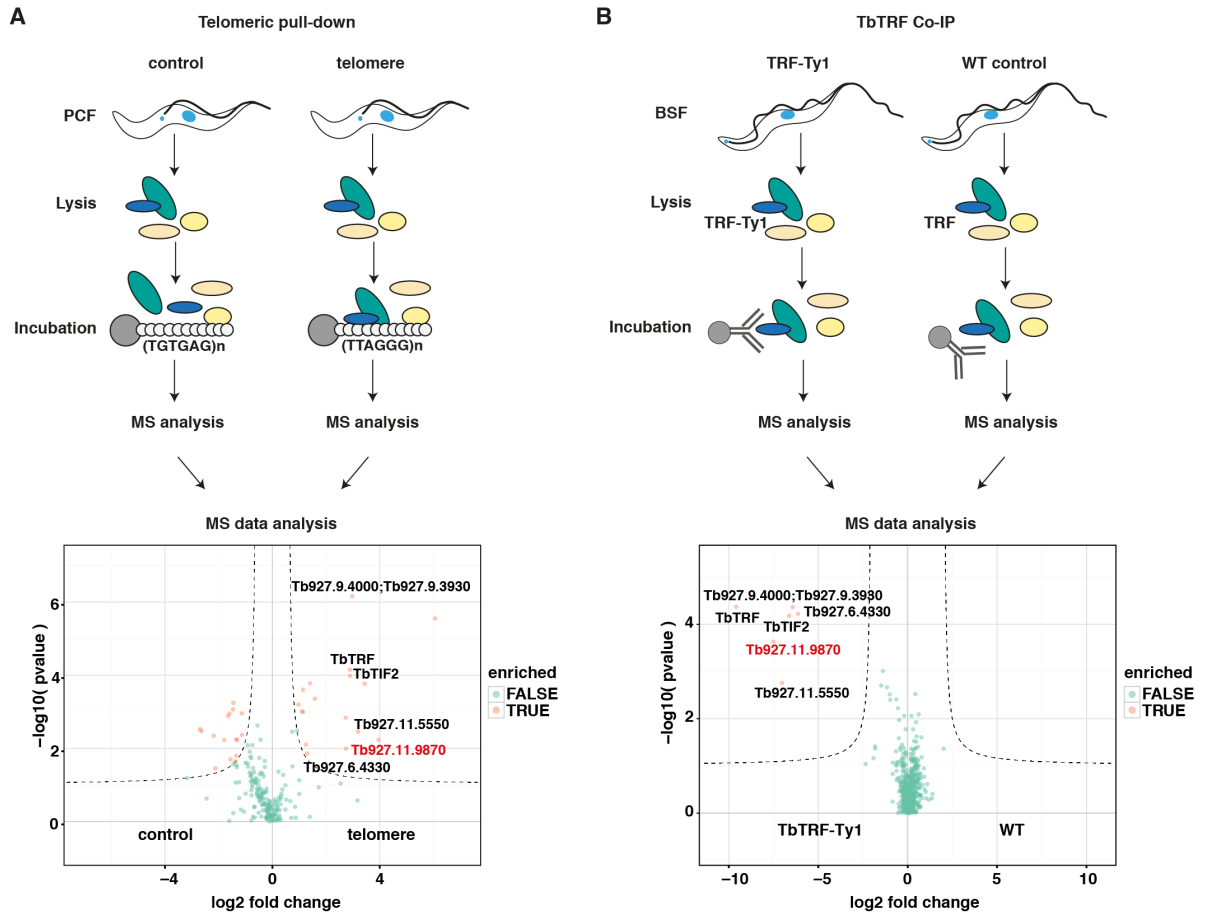 A
Telomeric pull-down
control
telomere
PCF
Lysis
Incubation
(TGTGAG)n
(TTAGGG)n
MS analysis
MS analysis
MS data analysis
Tb927.9.4000;Tb927.9.3930
TbTRF
TbTIF2
Tb927.11.5550
Tb927.11.9870
Tb927.6.4330
control
telomere
6
4
2
0
−log10( pvalue )
−4
0
4
log2 fold change
enriched
FALSE
TRUE
B
TbTRF Co-IP
TRF-Ty1
WT control
BSF
Lysis
TRF-Ty1
TRF
Incubation
MS analysis
MS analysis
MS data analysis
Tb927.9.4000;Tb927.9.3930
Tb927.6.4330
TbTRF
TbTIF2
Tb927.11.9870
Tb927.11.5550
TbTRF-Ty1
WT
4
2
0
−log10( pvalue )
−10
−5
0
5
10
log2 fold change
enriched
FALSE
TRUE